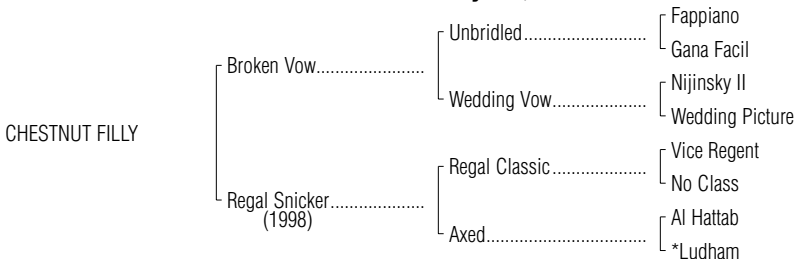 Fappiano
Unbridled..........................
Gana Facil
Broken Vow.......................
Nijinsky II
Wedding Vow....................
Wedding Picture
CHESTNUT FILLY
Vice Regent
Regal Classic....................
No Class
Regal Snicker....................
(1998)
Al Hattab
Axed..................................
*Ludham